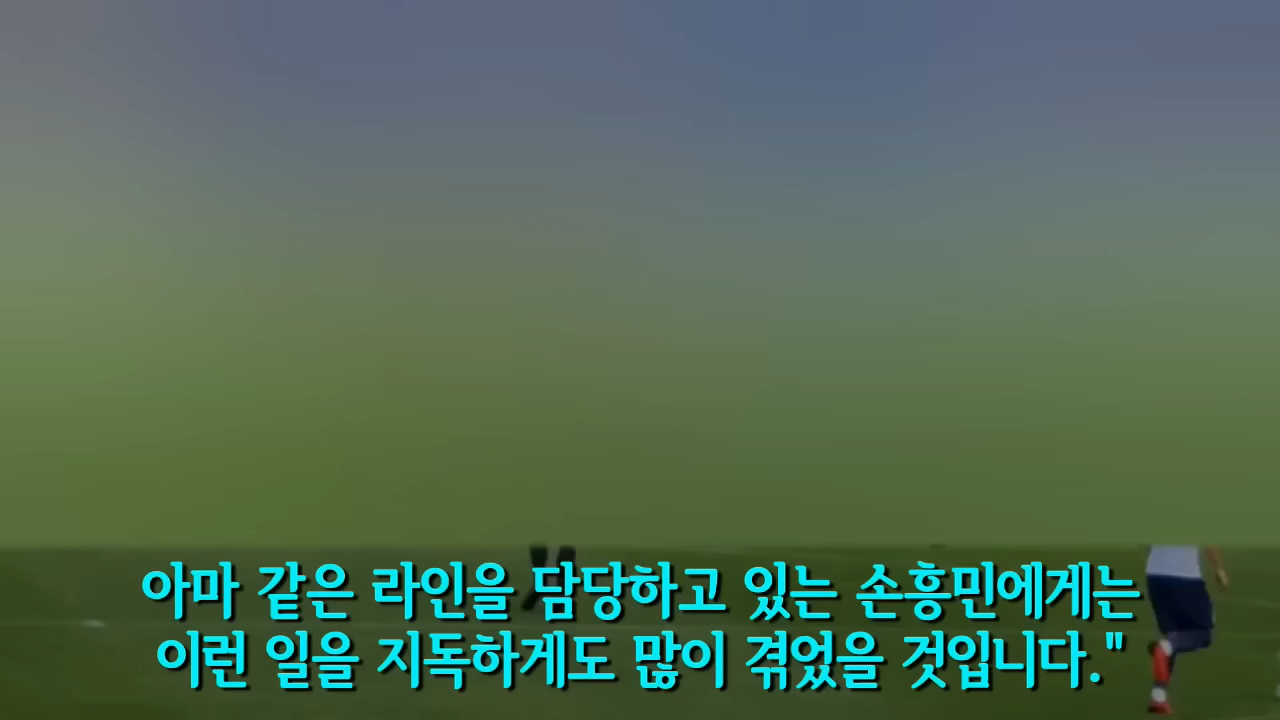 아마 같은 라인을 담당하고 있는 손흥민에게는
이런 일을 지독하게도 많이 겪었을 것입니다."